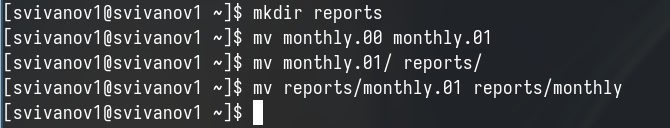 [svivanov1@svivanov1 ~]$ mkdir reports
[svivanov1@svivanov1 ~]$ mv monthly.00 monthly.01
[svivanov1@svivanov1 ~]$ mv monthly.01/ reports/
[svivanov1@svivanov1 ~]$ mv reports/monthly.01 reports/monthly
[svivanov1@svivanov1 ~]$